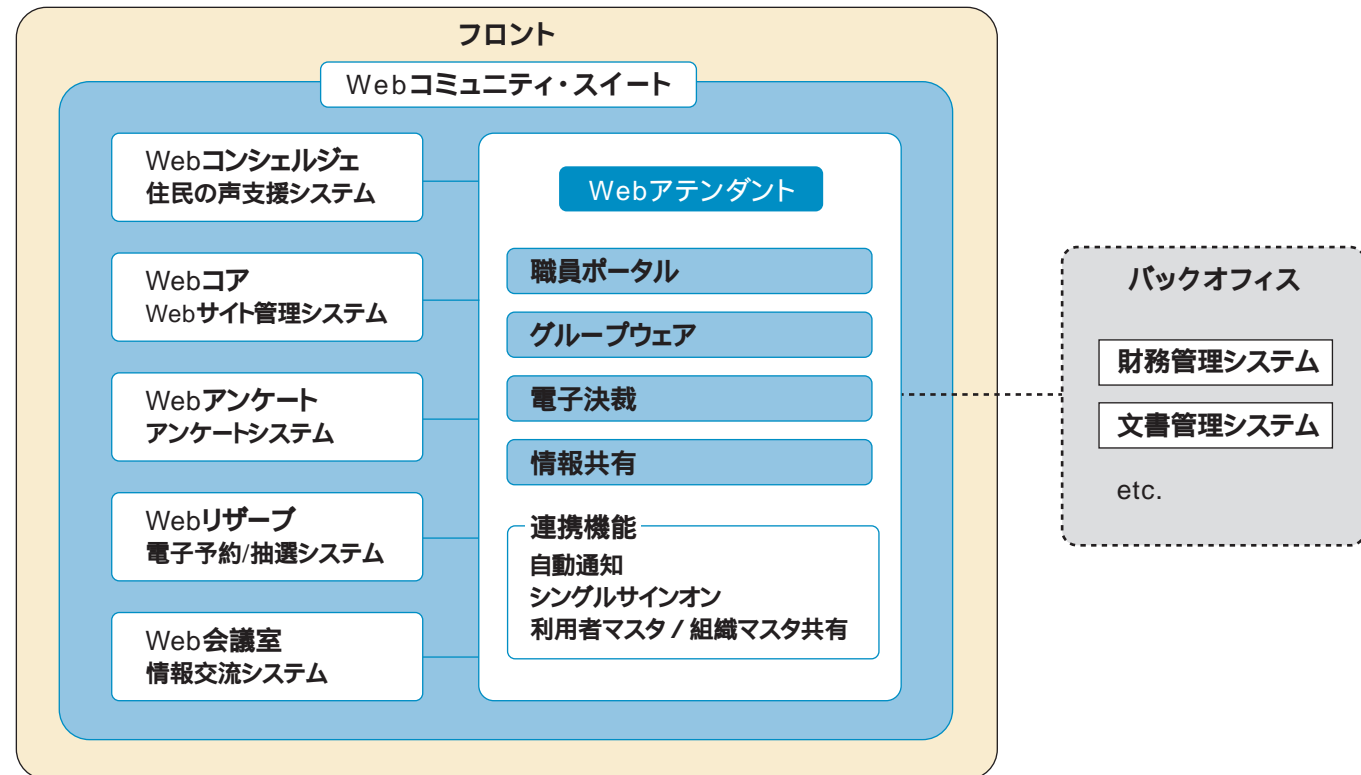 フロント
Webコミュニティ・スイート
Webコンシェルジェ
住民の声支援システム
Webコア
Webサイト管理システム
Webアンケート
アンケートシステム
Webリザーブ
電子予約/抽選システム
Web会議室
情報交流システム
Webアテンダント
職員ポータル
グループウェア
電子決裁
情報共有
連携機能
自動通知
シングルサインオン
利用者マスタ / 組織マスタ共有
バックオフィス
財務管理システム
文書管理システム
etc.